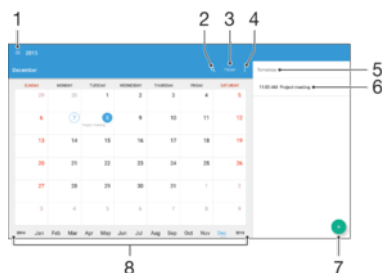 1 2 3 4
2015
December Today
Tomorrow 5
SUNDAY MONDAY TUESDAY WEDNESDAY THURSDAY FRIDAY SATURDAY
11:00 AM Project meeting 6
29 30 1 2 3 4 5
6 7 8 9 10 11 12
Project meeting
13 14 15 16 17 18 19
20 21 22 23 24 25 26
27 28 29 30 31 1 2
3 4 5 6 7 8 9
2014 Jan Feb Mar Apr May Jun Jul Aug Sep Oct Nov Dec 2016
8 7